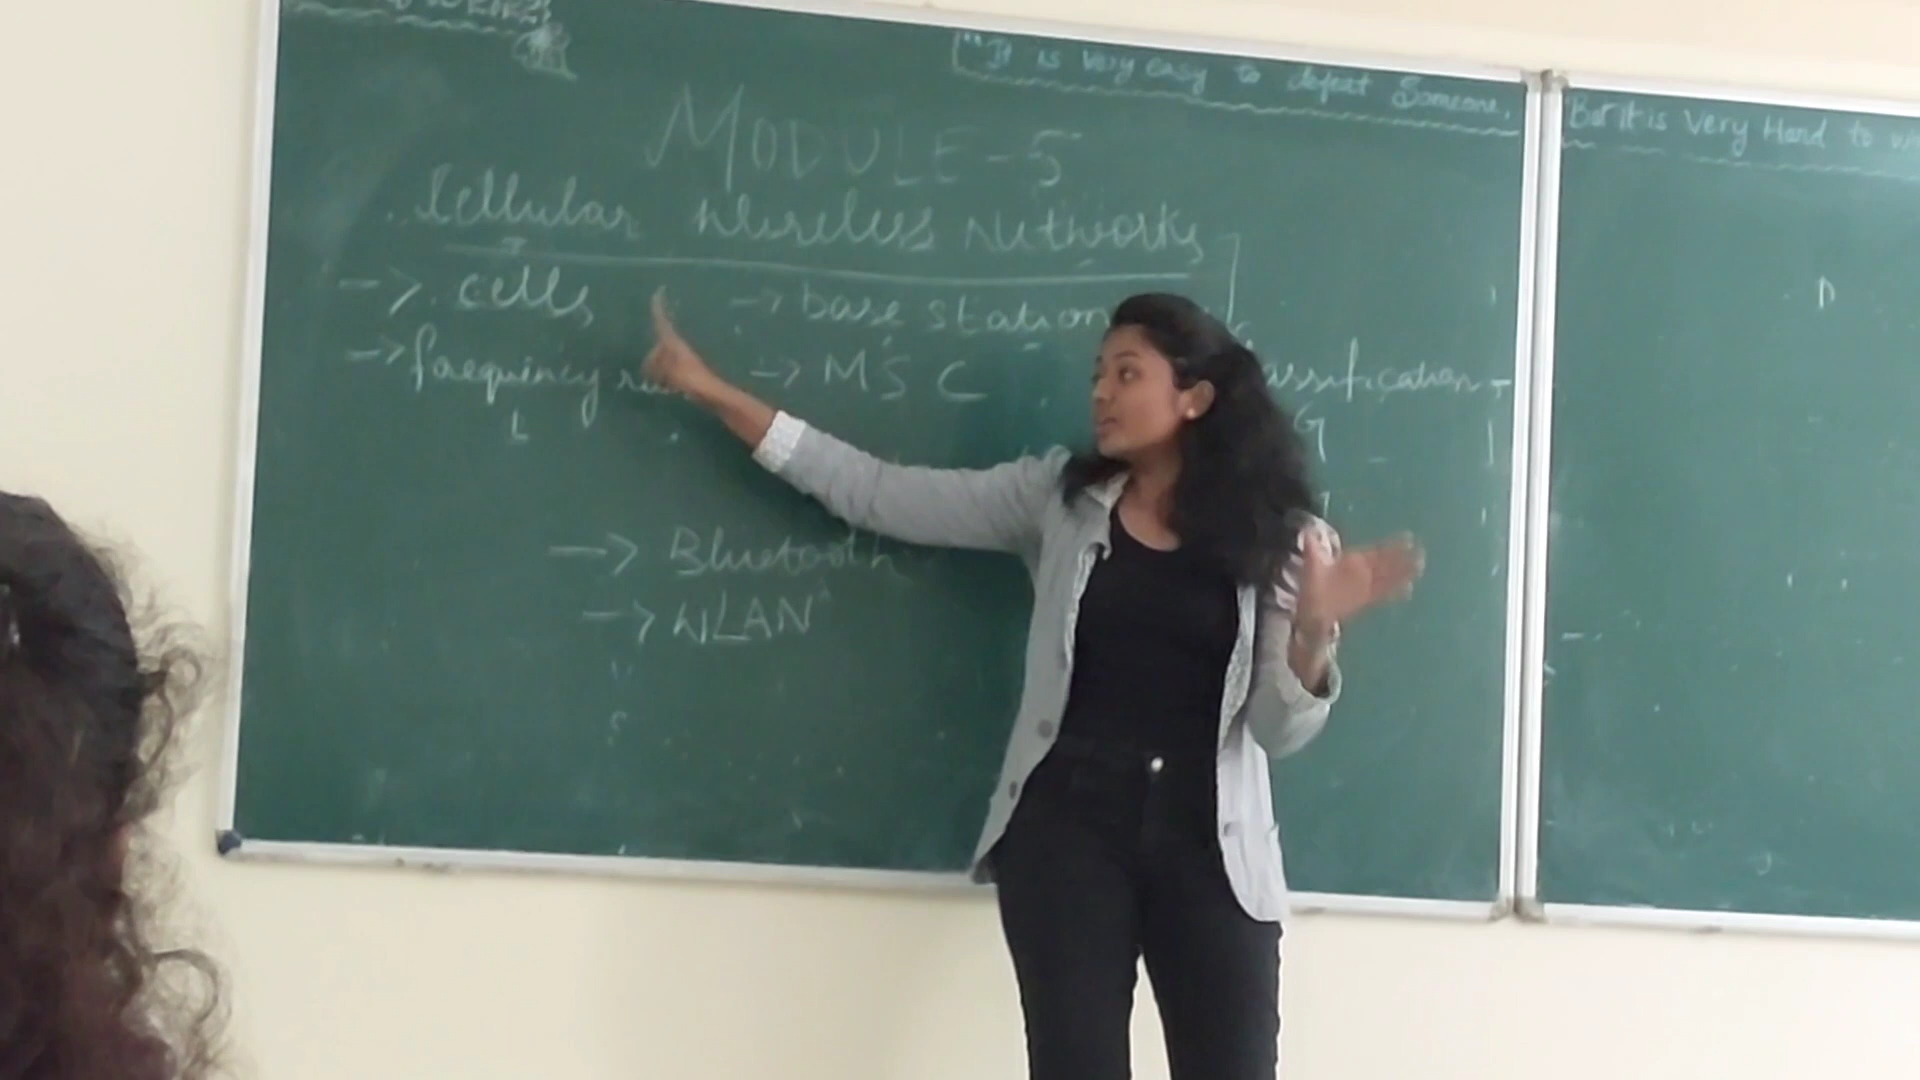 "It is very easy to defeat Someone,
But it is Very Hard to
MODULE-5
Cellular Wireless Networks
-> cells -> base station
-> frequency -> MSC
-> Bluetooth
-> WLAN